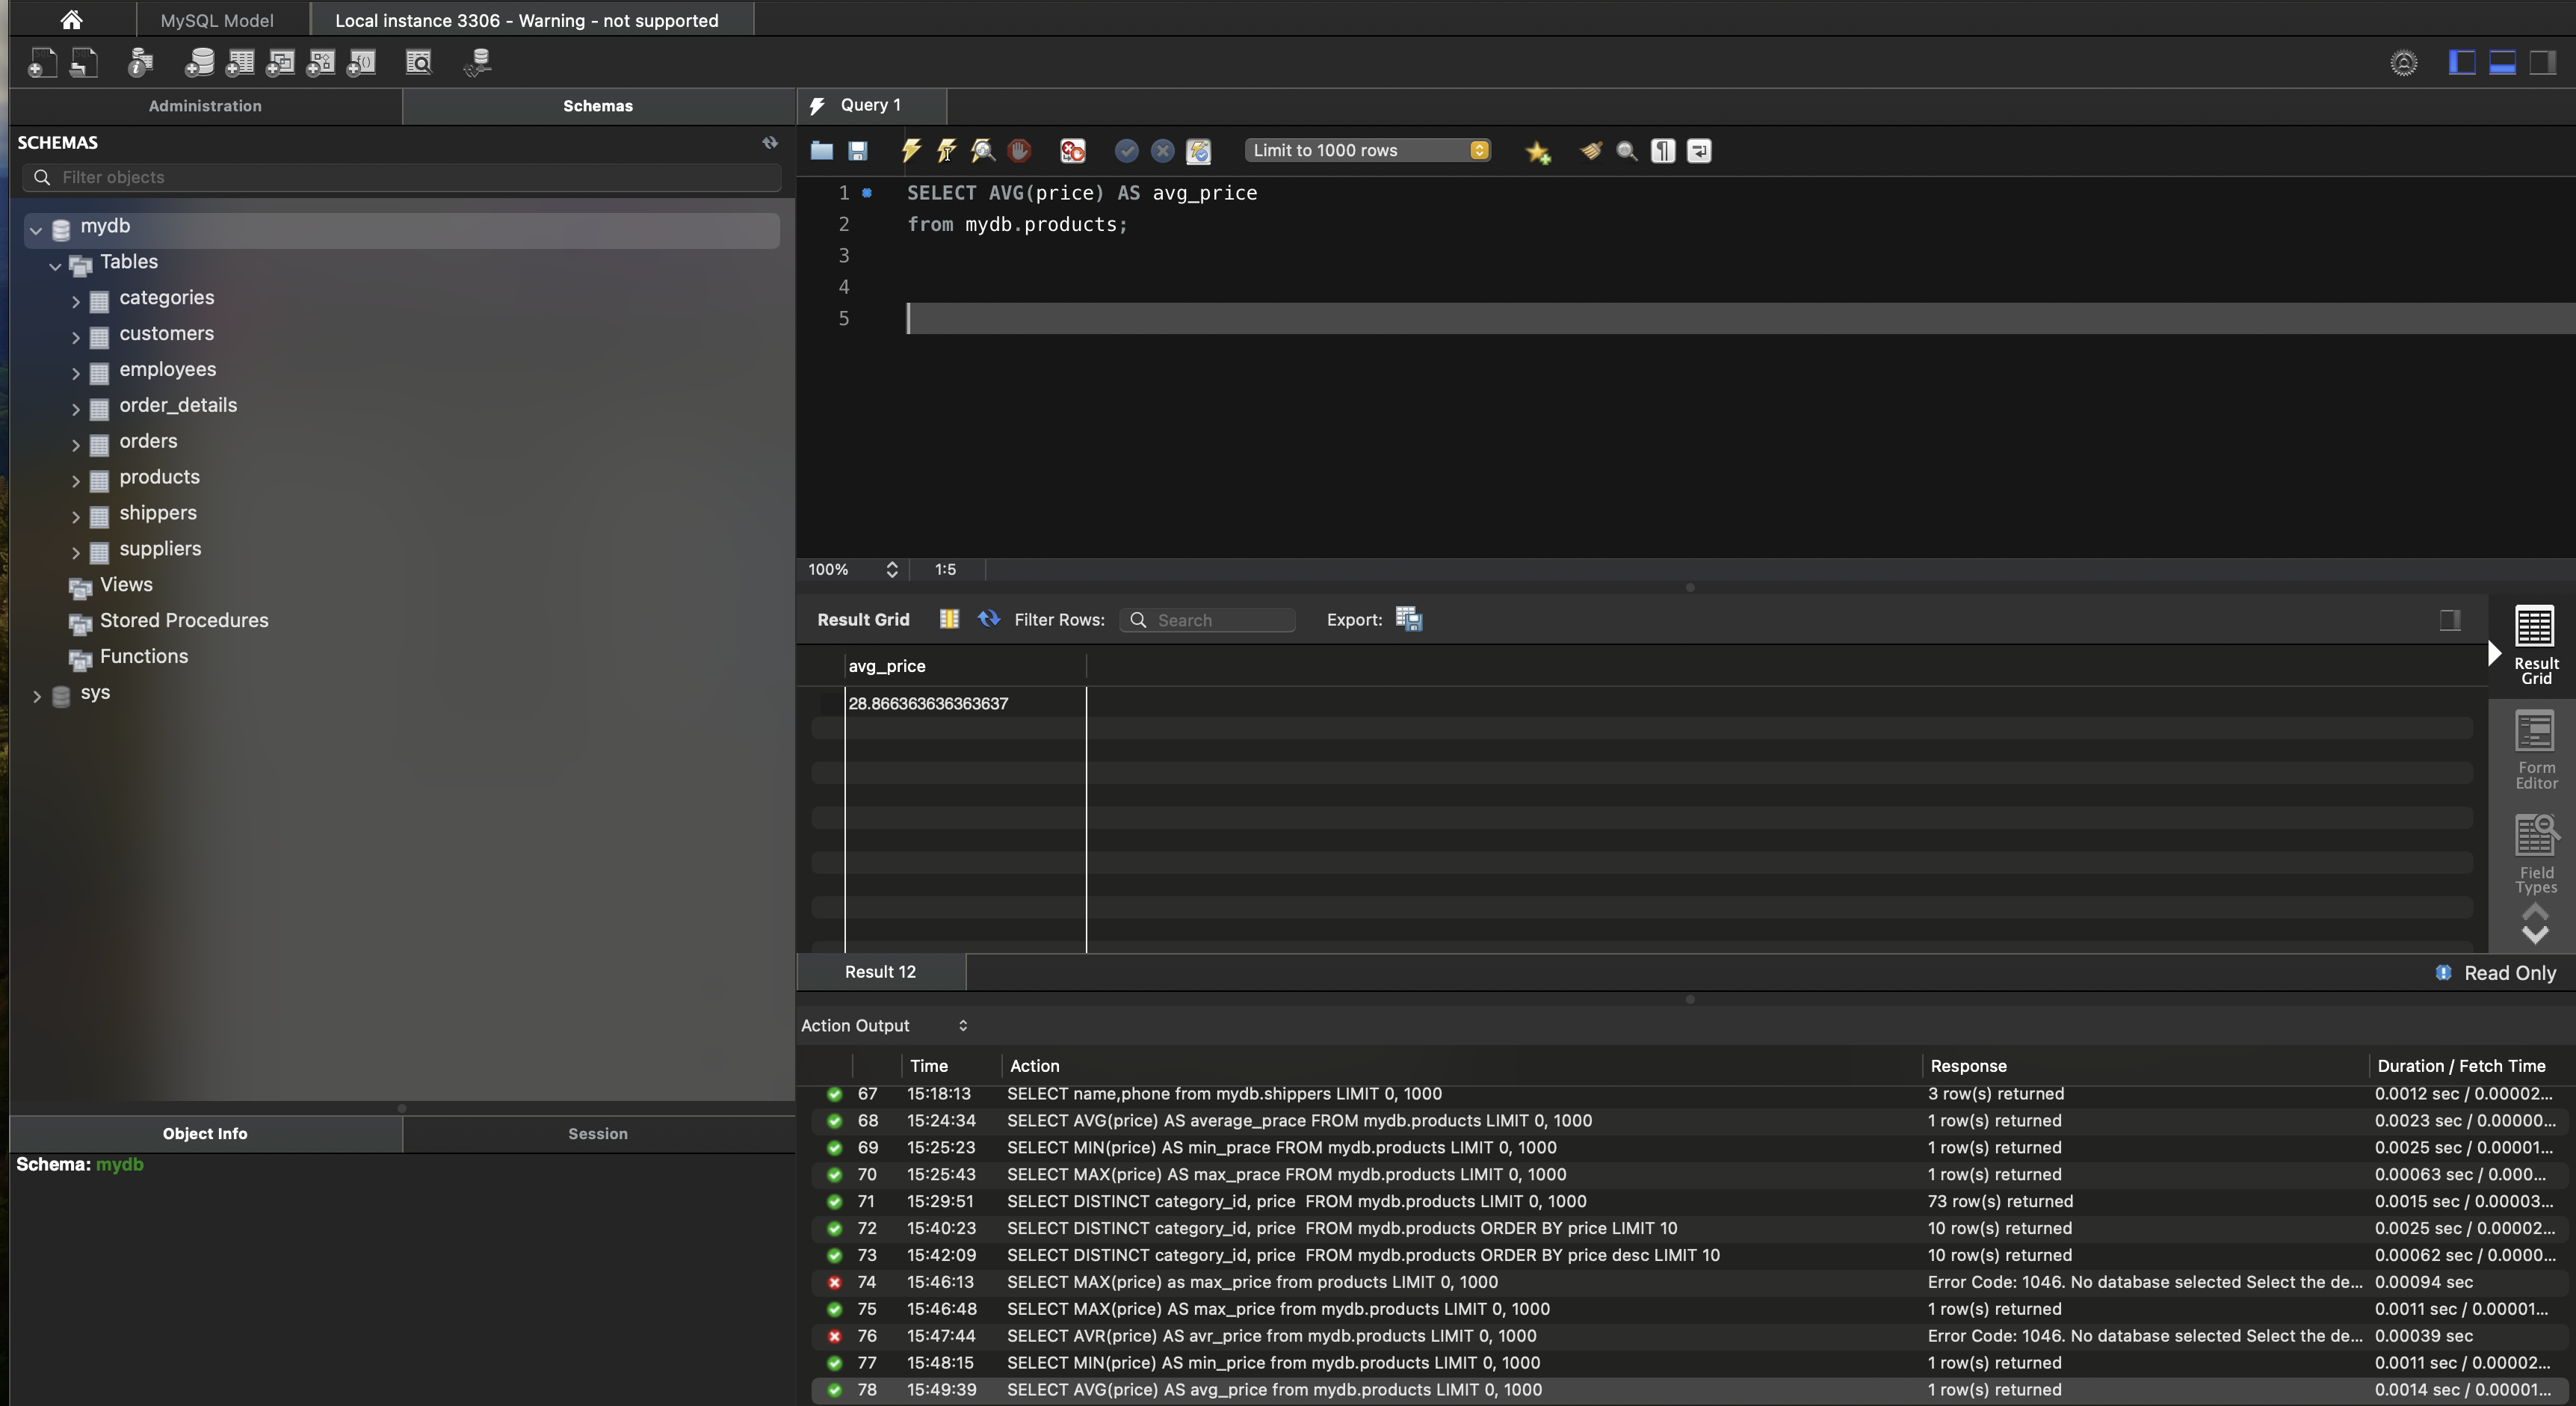 MySQL Model
Local instance 3306 - Warning - not supported
Administration
Schemas
SCHEMAS
Filter objects
mydb
Tables
categories
customers
employees
order_details
orders
products
shippers
suppliers
Views
Stored Procedures
Functions
sys
Object Info
Session
Schema: mydb
Query 1
Limit to 1000 rows
1 SELECT AVG(price) AS avg_price
2 from mydb.products;
3
4
5
100% 1:5
Result Grid Filter Rows: Search Export:
avg_price
28.866363636363637
Result Grid
Form Editor
Field Types
Result 12
Read Only
Action Output
Time Action Response Duration / Fetch Time
67 15:18:13 SELECT name,phone from mydb.shippers LIMIT 0, 1000 3 row(s) returned 0.0012 sec / 0.00002...
68 15:24:34 SELECT AVG(price) AS average_prace FROM mydb.products LIMIT 0, 1000 1 row(s) returned 0.0023 sec / 0.00000...
69 15:25:23 SELECT MIN(price) AS min_prace FROM mydb.products LIMIT 0, 1000 1 row(s) returned 0.0025 sec / 0.00001...
70 15:25:43 SELECT MAX(price) AS max_prace FROM mydb.products LIMIT 0, 1000 1 row(s) returned 0.00063 sec / 0.000...
71 15:29:51 SELECT DISTINCT category_id, price  FROM mydb.products LIMIT 0, 1000 73 row(s) returned 0.0015 sec / 0.00003...
72 15:40:23 SELECT DISTINCT category_id, price  FROM mydb.products ORDER BY price LIMIT 10 10 row(s) returned 0.0025 sec / 0.00002...
73 15:42:09 SELECT DISTINCT category_id, price  FROM mydb.products ORDER BY price desc LIMIT 10 10 row(s) returned 0.00062 sec / 0.0000...
74 15:46:13 SELECT MAX(price) as max_price from products LIMIT 0, 1000 Error Code: 1046. No database selected Select the de... 0.00094 sec
75 15:46:48 SELECT MAX(price) AS max_price from mydb.products LIMIT 0, 1000 1 row(s) returned 0.0011 sec / 0.00001...
76 15:47:44 SELECT AVR(price) AS avr_price from mydb.products LIMIT 0, 1000 Error Code: 1046. No database selected Select the de... 0.00039 sec
77 15:48:15 SELECT MIN(price) AS min_price from mydb.products LIMIT 0, 1000 1 row(s) returned 0.0011 sec / 0.00002...
78 15:49:39 SELECT AVG(price) AS avg_price from mydb.products LIMIT 0, 1000 1 row(s) returned 0.0014 sec / 0.00001...